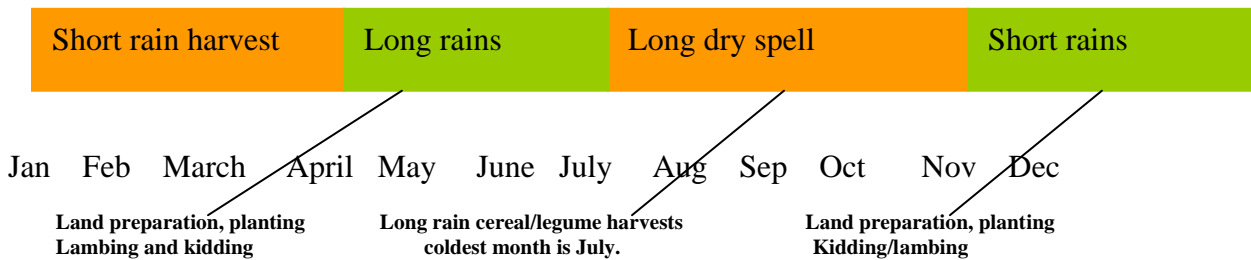 Short rain harvest Long rains Long dry spell Short rains
Jan Feb March April May June July Aug Sep Oct Nov Dec
Land preparation, planting Long rain cereal/legume harvests Land preparation, planting
Lambing and kidding coldest month is July. Kidding/lambing